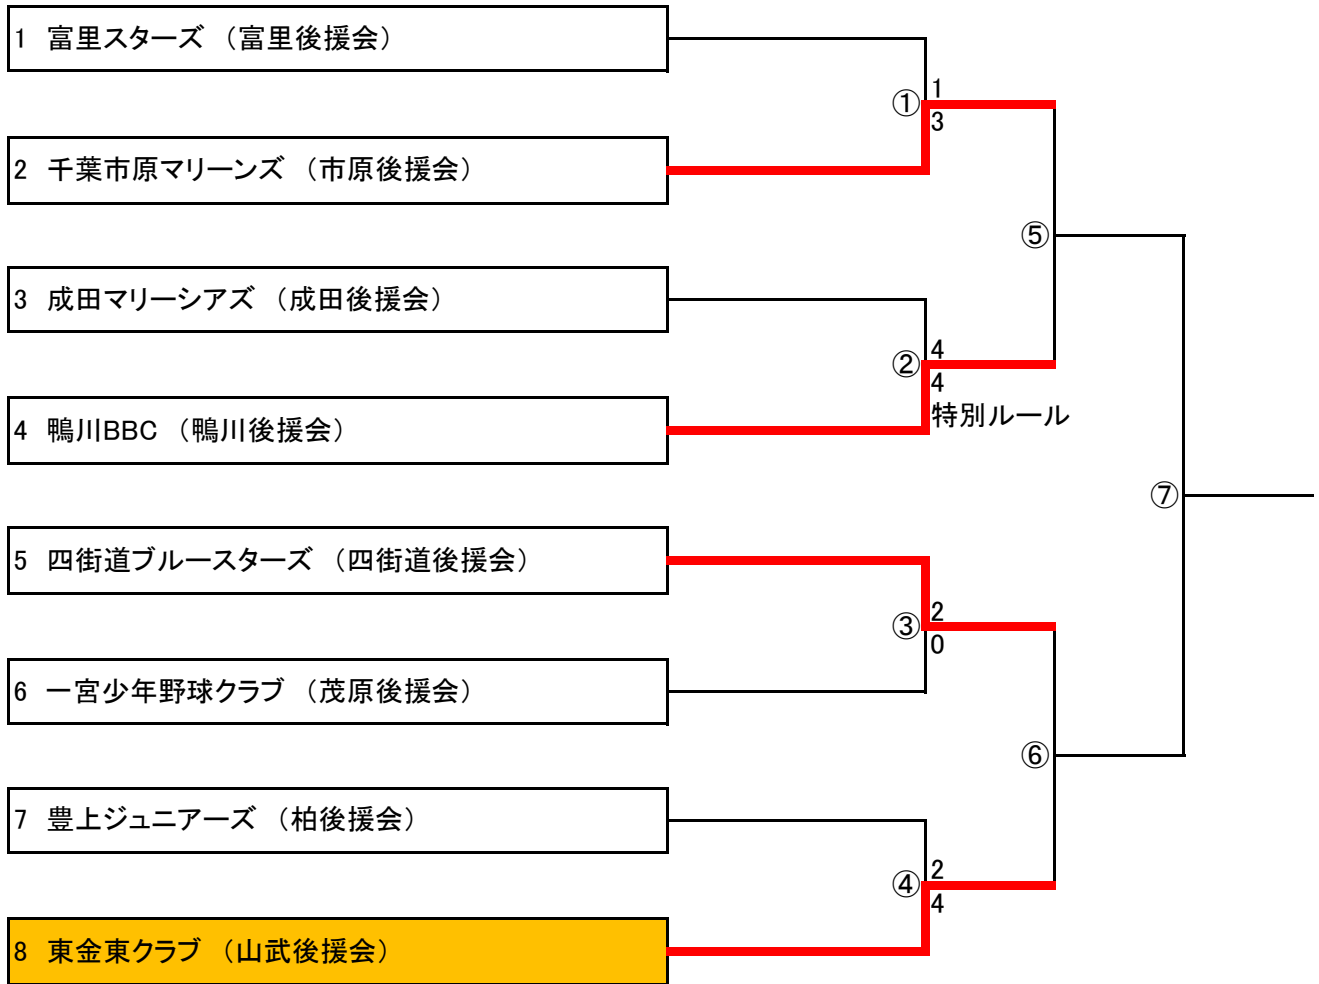 1 富里スターズ （富里後援会）
① 1
3
2 千葉市原マリーンズ （市原後援会）
⑤
3 成田マリーシアズ （成田後援会）
② 4
4
特別ルール
4 鴨川BBC （鴨川後援会）
⑦
5 四街道ブルースターズ （四街道後援会）
③ 2
0
6 一宮少年野球クラブ （茂原後援会）
⑥
7 豊上ジュニアーズ （柏後援会）
④ 2
4
8 東金東クラブ （山武後援会）